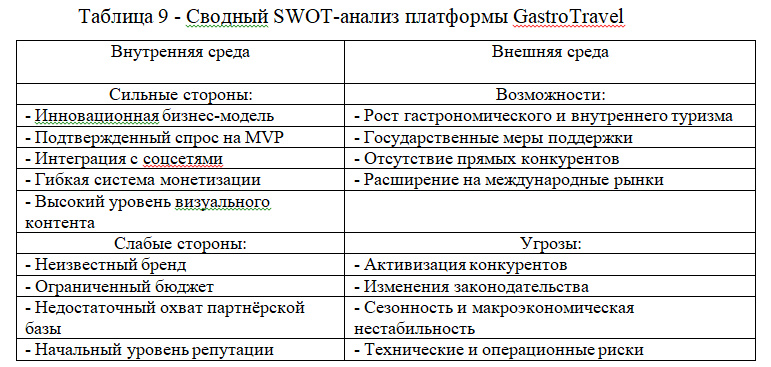 Таблица 9 - Сводный SWOT-анализ платформы GastroTravel
Внутренняя среда
Внешняя среда
Сильные стороны:
Возможности:
- Инновационная бизнес-модель
- Рост гастрономического и внутреннего туризма
- Подтвержденный спрос на MVP
- Государственные меры поддержки
- Интеграция с соцсетями
- Отсутствие прямых конкурентов
- Гибкая система монетизации
- Расширение на международные рынки
- Высокий уровень визуального
контента
Слабые стороны:
Угрозы:
- Неизвестный бренд
- Активизация конкурентов
- Ограниченный бюджет
- Изменения законодательства
- Недостаточный охват партнёрской
базы
- Сезонность и макроэкономическая
нестабильность
- Начальный уровень репутации
- Технические и операционные риски